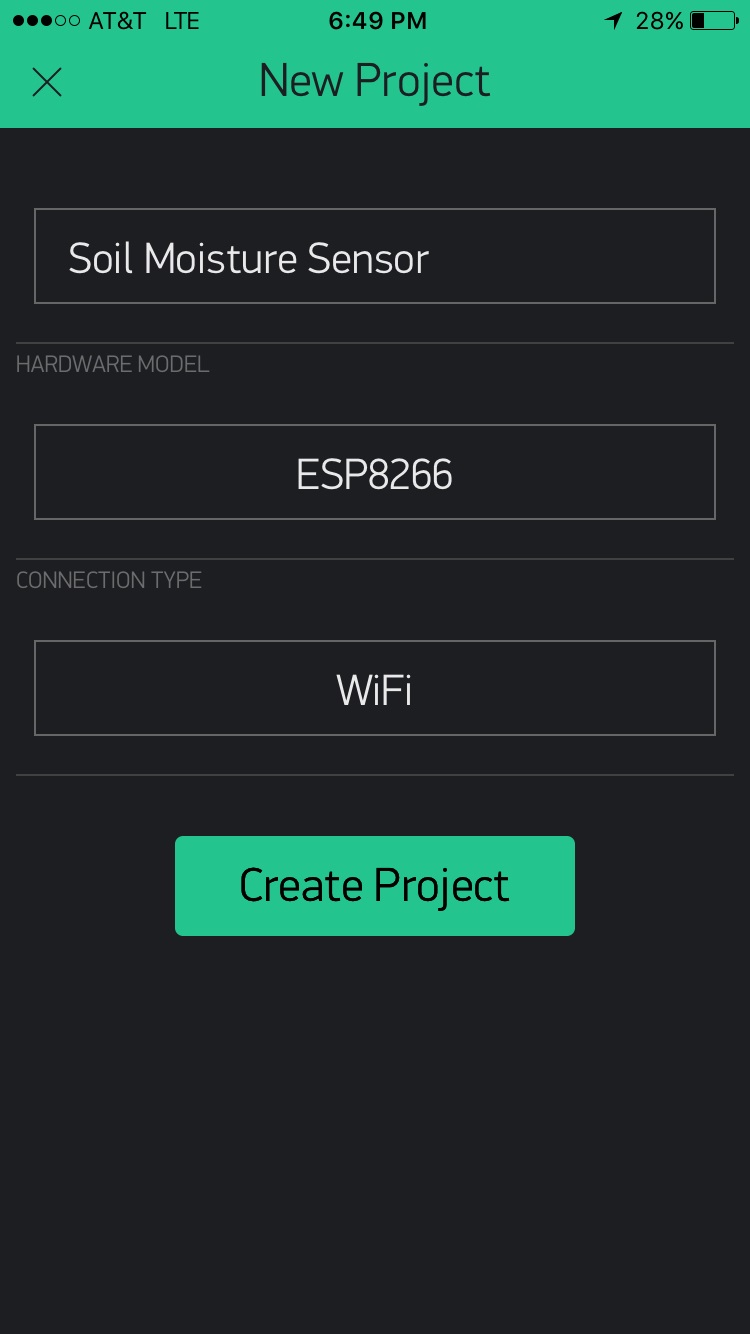 AT&T LTE 6:49 PM 28%
New Project
Soil Moisture Sensor
HARDWARE MODEL
ESP8266
CONNECTION TYPE
WiFi
Create Project